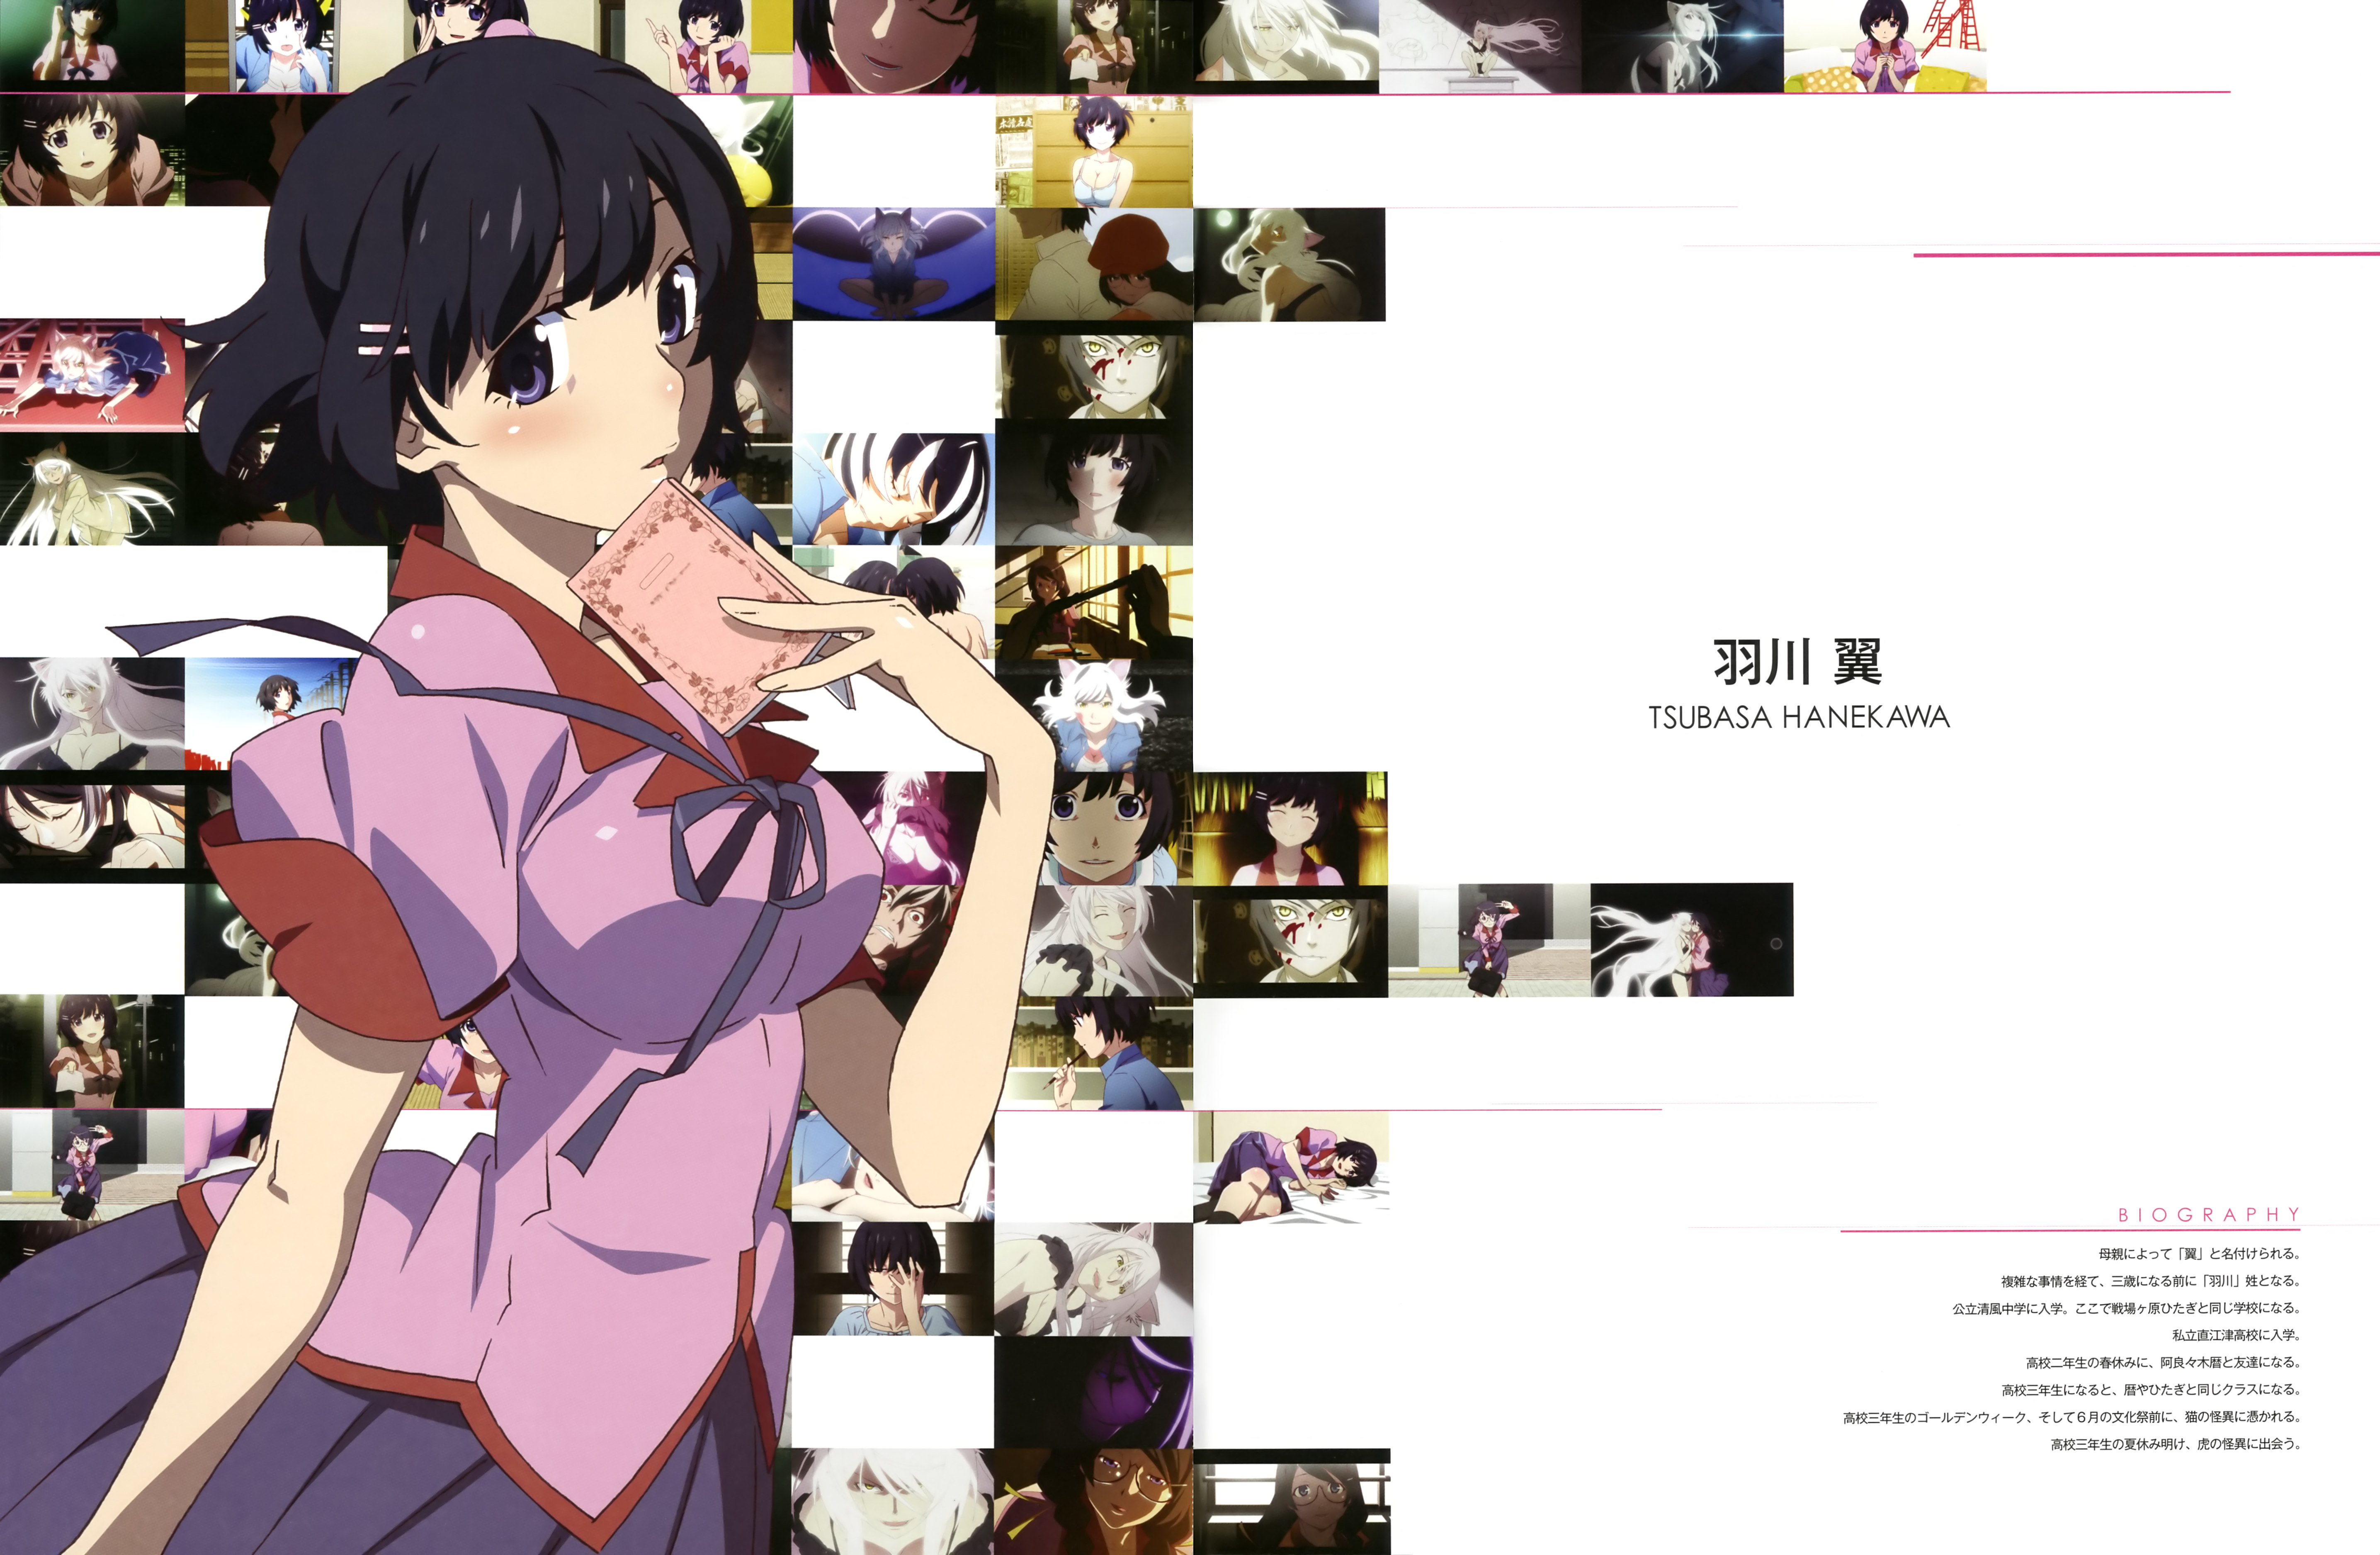 羽川 翼
TSUBASA HANEKAWA
BIOGRAPHY
母親によって「翼」と名付けられる。
複雑な事情を経て、三歳になる前に「羽川」姓となる。
公立清風中学に入学。ここで戦場ヶ原ひたぎと同じ学校になる。
私立直江津高校に入学。
高校二年生の春休みに、阿良々木暦と友達になる。
高校三年生になると、暦やひたぎと同じクラスになる。
高校三年生のゴールデンウィーク、そして6月の文化祭前に、猫の怪異に憑かれる。
高校三年生の夏休み明け、虎の怪異に出会う。